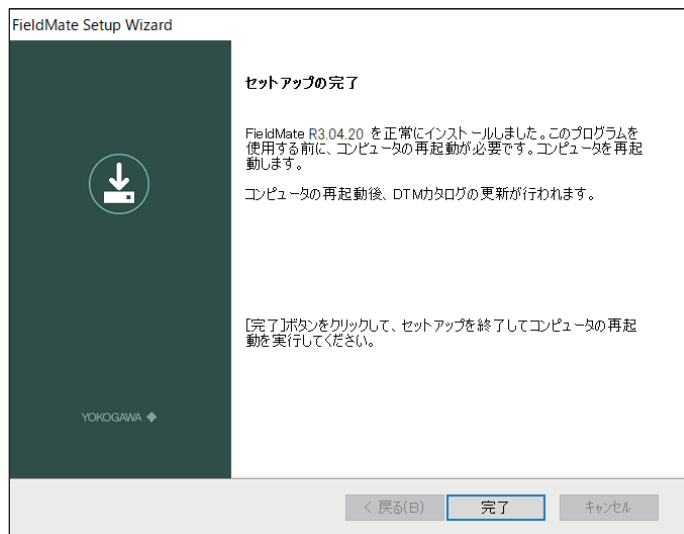 FieldMate Setup Wizard
セットアップの完了
FieldMate R3.04.20 を正常にインストールしました。このプログラムを
使用する前に、コンピュータの再起動が必要です。コンピュータを再起
動します。
コンピュータの再起動後、DTMカタログの更新が行われます。
[完了]ボタンをクリックして、セットアップを終了してコンピュータの再起
動を実行してください。
YOKOGAWA
< 戻る(B)
完了
キャンセル